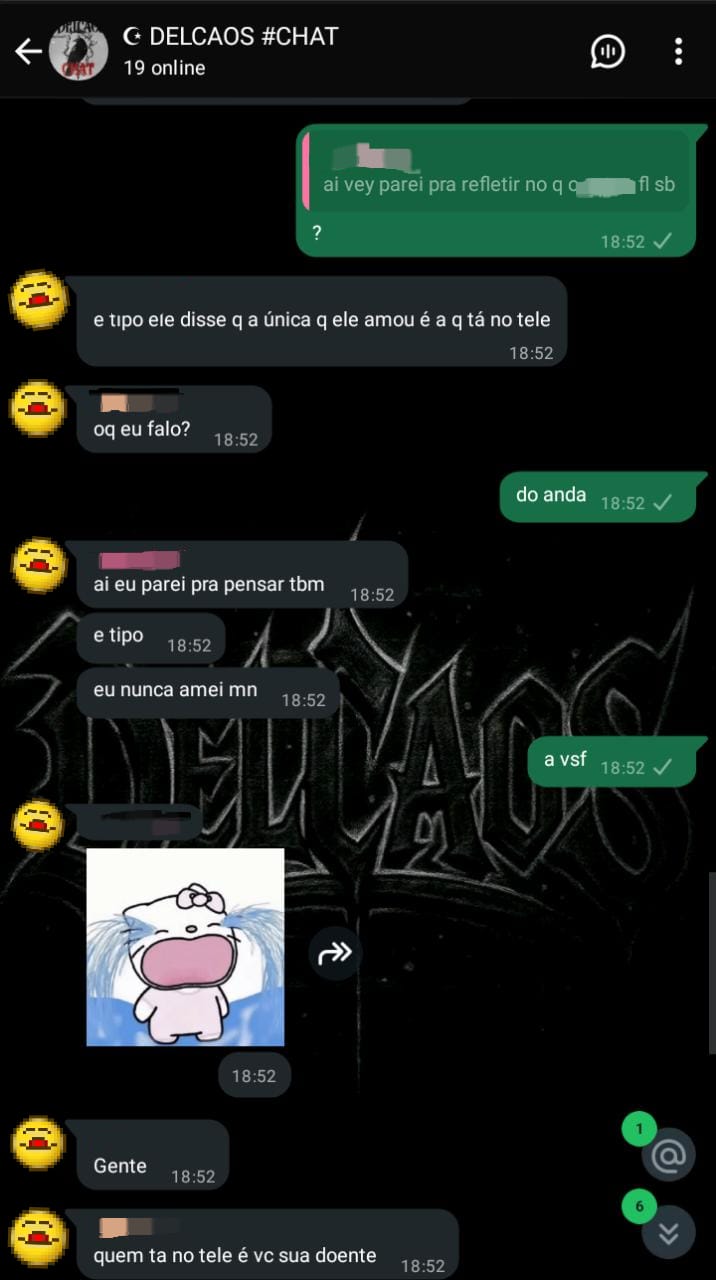 DELCAOS #CHAT
19 online
CHAT
ai vey parei pra refletir no q o fl sb
?
18:52
e tipo ele disse q a única q ele amou é a q tá no tele
18:52
oq eu falo? 18:52
do anda 18:52
ai eu parei pra pensar tbm 18:52
e tipo 18:52
eu nunca amei mn 18:52
DELCAOS
a vsf 18:52
18:52
1
Gente 18:52
6
quem ta no tele é vc sua doente 18:52